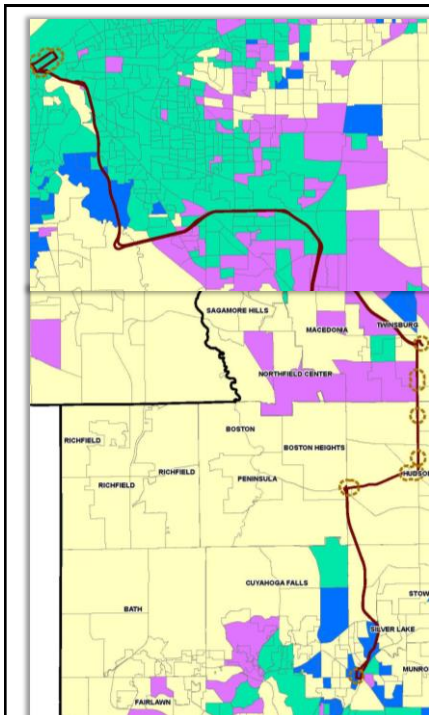 SAGAMORE HILLS
MACEDONIA
TWINSBURG
NORTHFIELD CENTER
BOSTON
RICHFIELD
BOSTON HEIGHTS
RICHFIELD
RICHFIELD
PENINSULA
HUDSON
CUYAHOGA FALLS
STOW
BATH
SILVER LAKE
MUNRO
FAIRLAWN